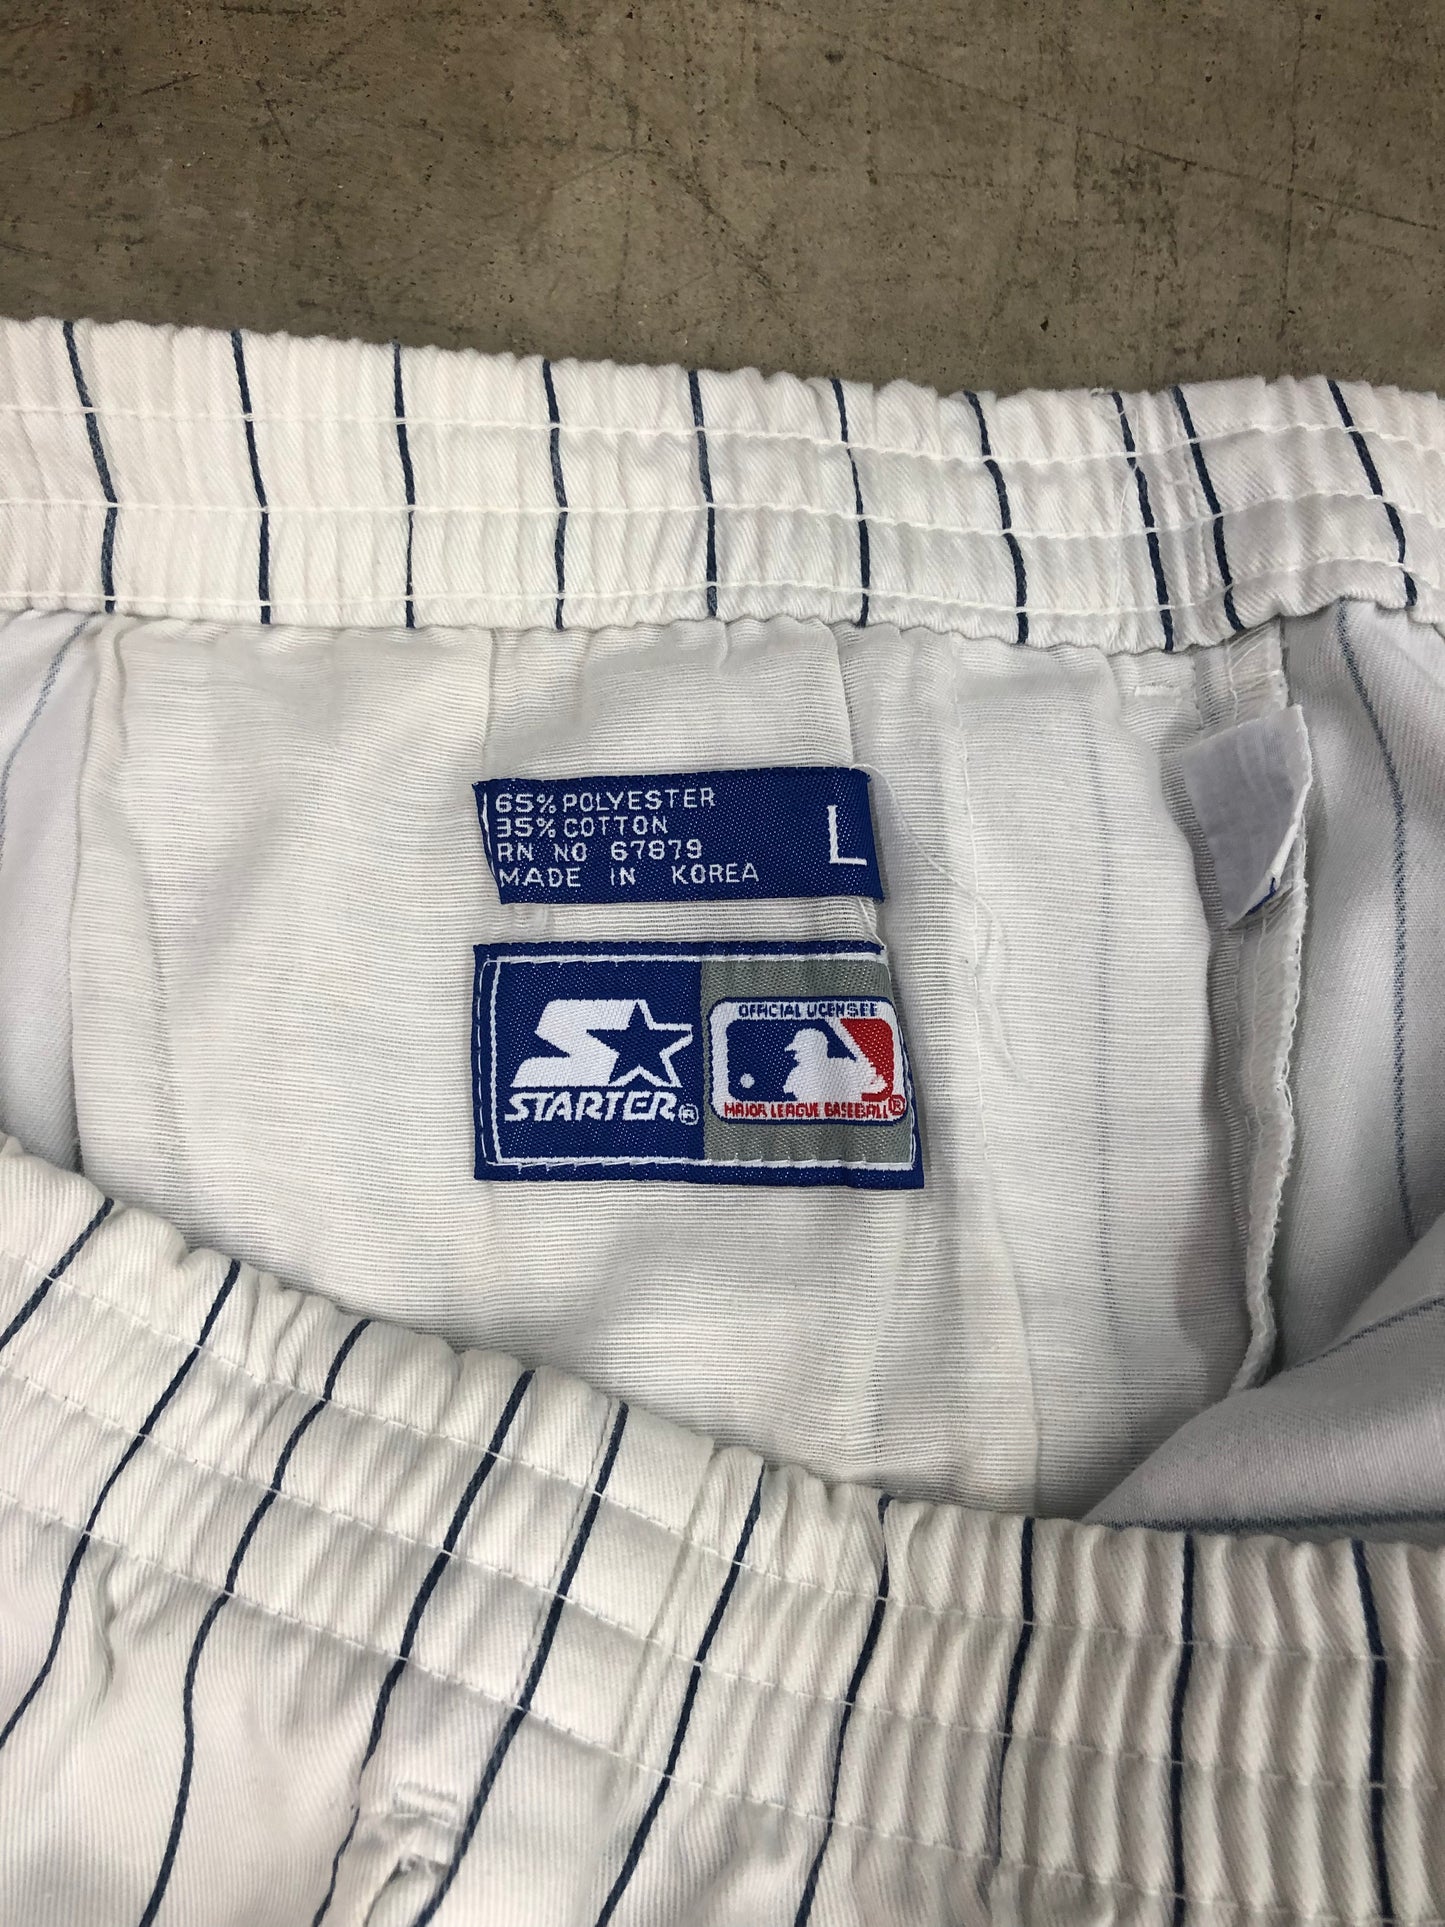 65% POLYESTER
35% COTTON
RN NO 67879
MADE IN KOREA
L
STARTER®
OFFICIAL LICENSEE
MAJOR LEAGUE BASEBALL®